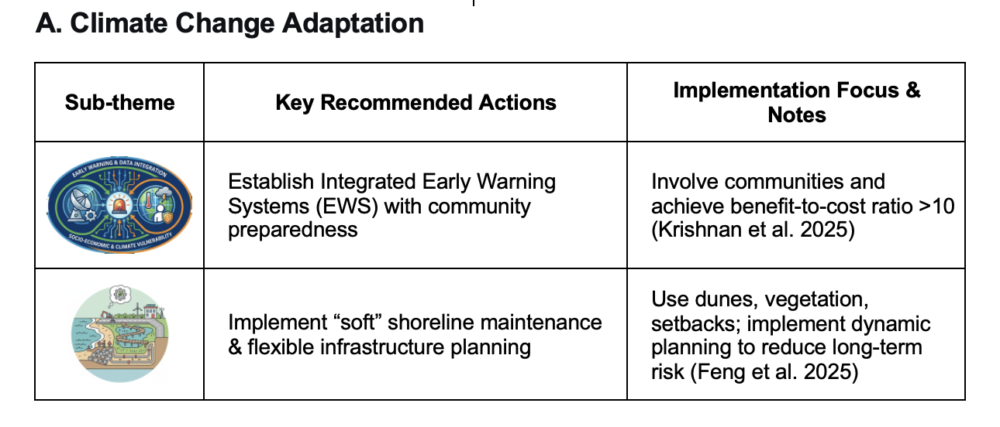 A. Climate Change Adaptation
Sub-theme
Key Recommended Actions
Implementation Focus &
Notes
EARLY WARNING & DATA INTEGRATION
SOCIO-ECONOMIC & CLIMATE VULNERABILITY
Establish Integrated Early Warning
Systems (EWS) with community
preparedness
Involve communities and
achieve benefit-to-cost ratio >10
(Krishnan et al. 2025)
Implement “soft” shoreline maintenance
& flexible infrastructure planning
Use dunes, vegetation,
setbacks; implement dynamic
planning to reduce long-term
risk (Feng et al. 2025)